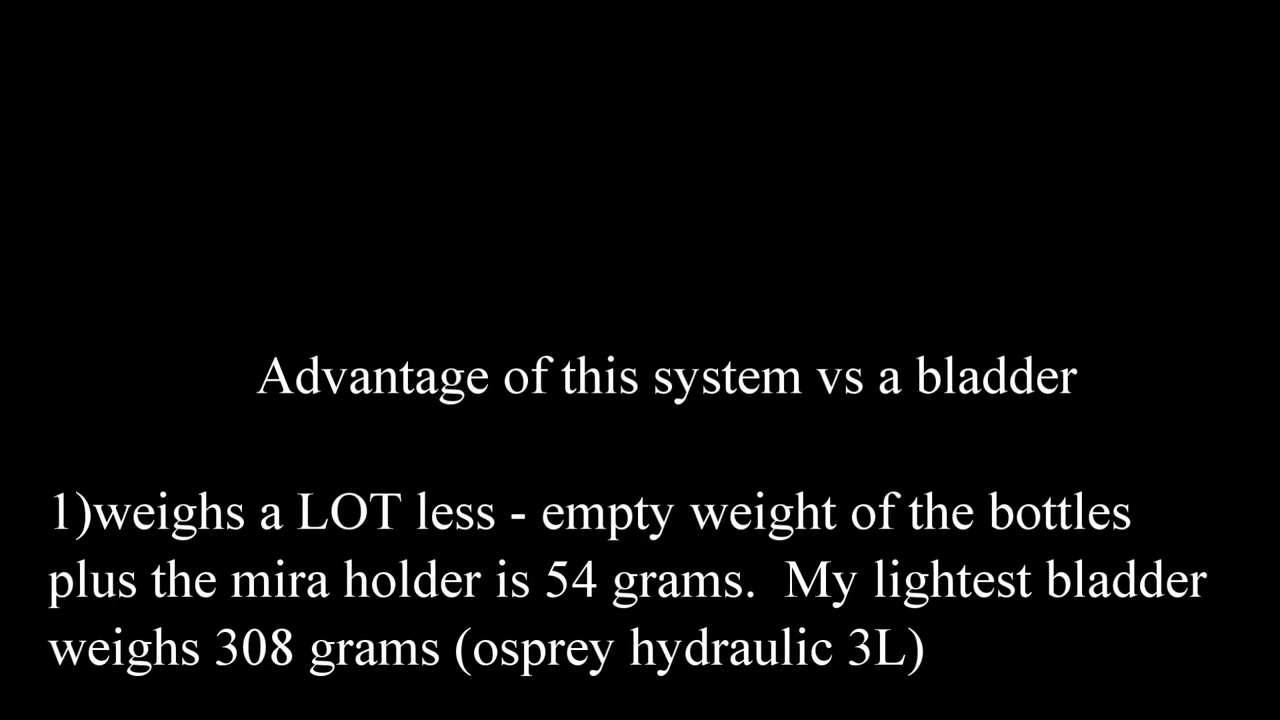 Advantage of this system vs a bladder
1)weighs a LOT less - empty weight of the bottles
plus the mira holder is 54 grams.  My lightest bladder
weighs 308 grams (osprey hydraulic 3L)